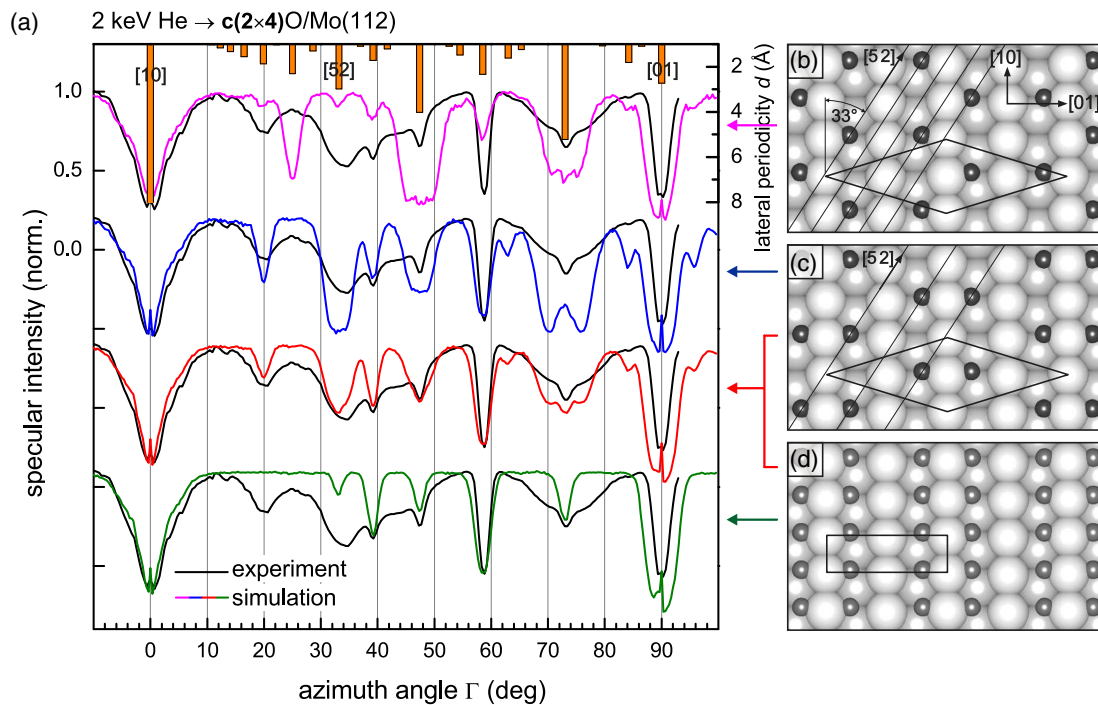 (a)
2 keV He → c(2×4)O/Mo(112)
[10]
[52]
[01]
1.0
0.5
0.0
specular intensity (norm.)
2
4
6
8
lateral periodicity d (Å)
experiment
simulation
0
10
20
30
40
50
60
70
80
90
azimuth angle Γ (deg)
(b)
[52]
[10]
[01]
33°
(c)
[52]
(d)